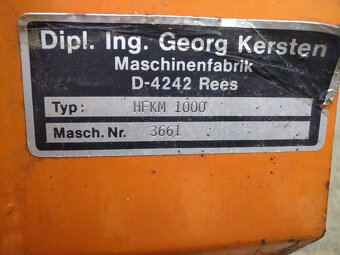 Dipl. Ing. Georg Kersten
Maschinenfabrik
D-4242 Rees
Typ: HFKM 1000
Masch. Nr. 3661